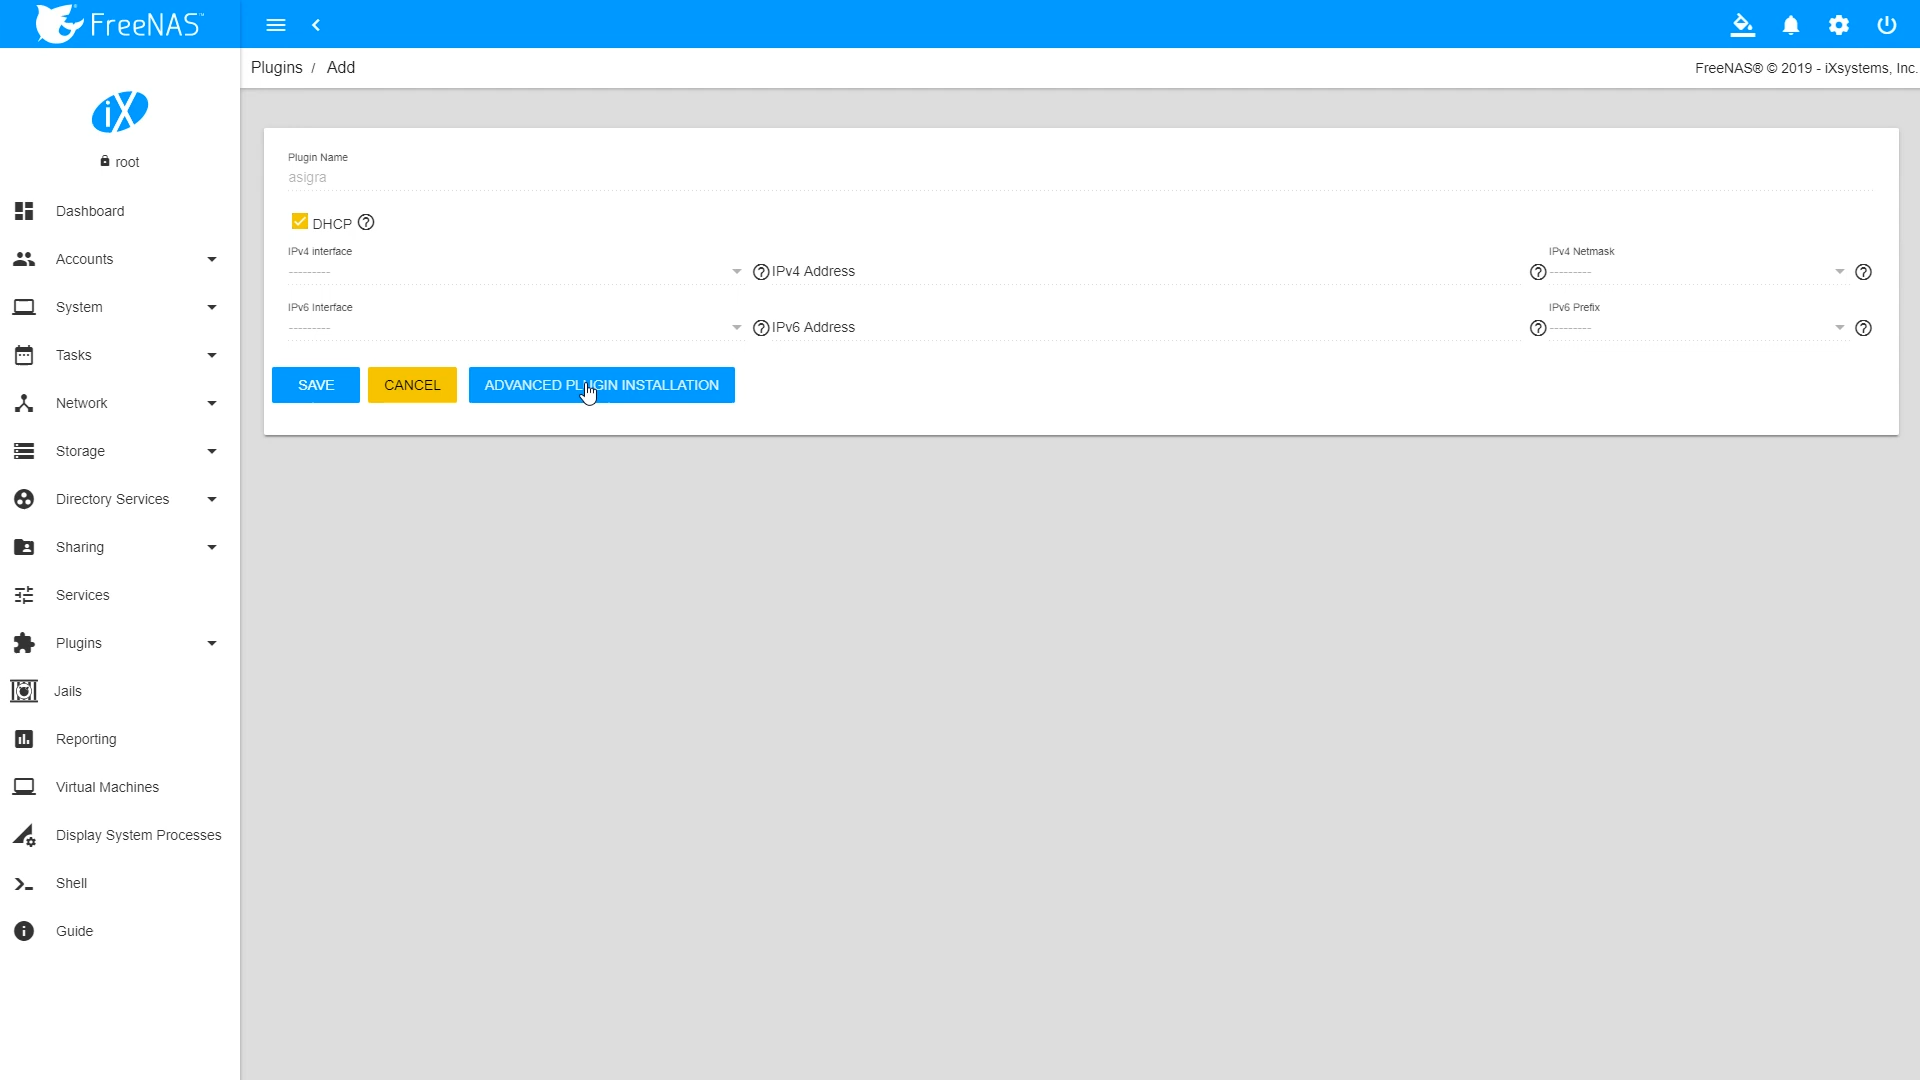 FreeNAS™
Plugins / Add
FreeNAS® © 2019 - iXsystems, Inc.
iX
root
Dashboard
Accounts
System
Tasks
Network
Storage
Directory Services
Sharing
Services
Plugins
Jails
Reporting
Virtual Machines
Display System Processes
Shell
Guide
Plugin Name
asigra
DHCP
IPv4 interface
IPv4 Address
IPv4 Netmask
---------
---------
IPv6 Interface
IPv6 Address
IPv6 Prefix
---------
---------
SAVE CANCEL ADVANCED PLUGIN INSTALLATION